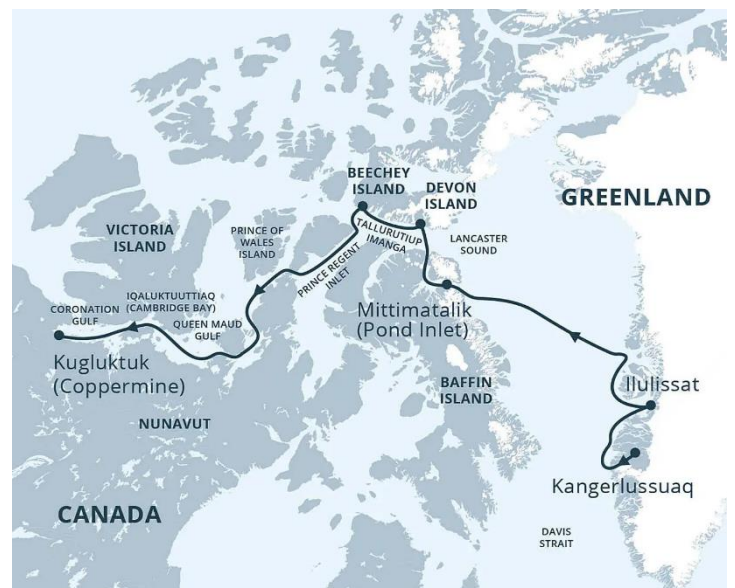 BEECHEY
ISLAND
DEVON
ISLAND
GREENLAND
VICTORIA
ISLAND
PRINCE OF
WALES
ISLAND
TALLURUTIUP
IMANGA
LANCASTER
SOUND
PRINCE REGENT
INLET
IQALUKTUUTTIAQ
(CAMBRIDGE BAY)
CORONATION
GULF
QUEEN MAUD
GULF
Mittimatalik
(Pond Inlet)
Kugluktuk
(Coppermine)
BAFFIN
ISLAND
Ilulissat
NUNAVUT
Kangerlussuaq
CANADA
DAVIS
STRAIT